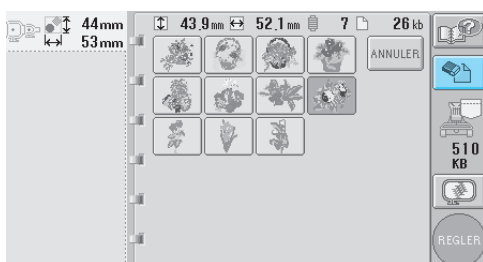 44mm
53mm
43,9mm 52,1mm 7 26kb
ANNULER
510
KB
REGLER